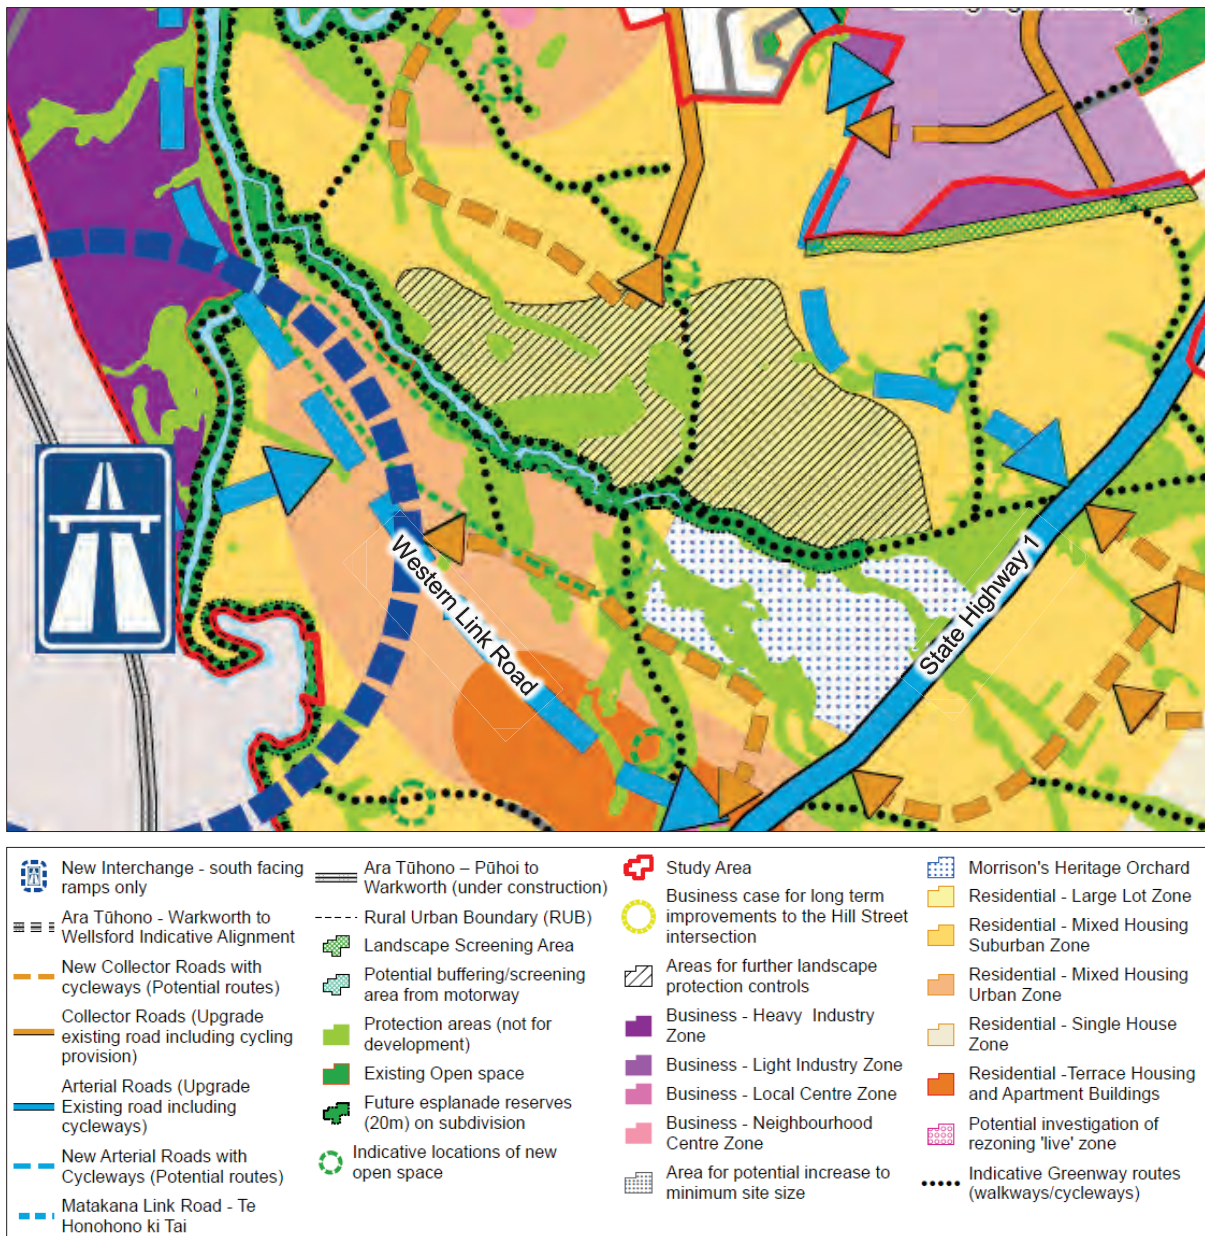 Western Link Road
State Highway 1
New Interchange - south facing
ramps only
Ara Tūhono - Warkworth to
Wellsford Indicative Alignment
New Collector Roads with
cycleways (Potential routes)
Collector Roads (Upgrade
existing road including cycling
provision)
Arterial Roads (Upgrade
Existing road including
cycleways)
New Arterial Roads with
Cycleways (Potential routes)
Matakana Link Road - Te
Honohono ki Tai
Ara Tūhono – Pūhoi to
Warkworth (under construction)
Rural Urban Boundary (RUB)
Landscape Screening Area
Potential buffering/screening
area from motorway
Protection areas (not for
development)
Existing Open space
Future esplanade reserves
(20m) on subdivision
Indicative locations of new
open space
Study Area
Business case for long term
improvements to the Hill Street
intersection
Areas for further landscape
protection controls
Business - Heavy Industry
Zone
Business - Light Industry Zone
Business - Local Centre Zone
Business - Neighbourhood
Centre Zone
Area for potential increase to
minimum site size
Morrison's Heritage Orchard
Residential - Large Lot Zone
Residential - Mixed Housing
Suburban Zone
Residential - Mixed Housing
Urban Zone
Residential - Single House
Zone
Residential -Terrace Housing
and Apartment Buildings
Potential investigation of
rezoning 'live' zone
Indicative Greenway routes
(walkways/cycleways)